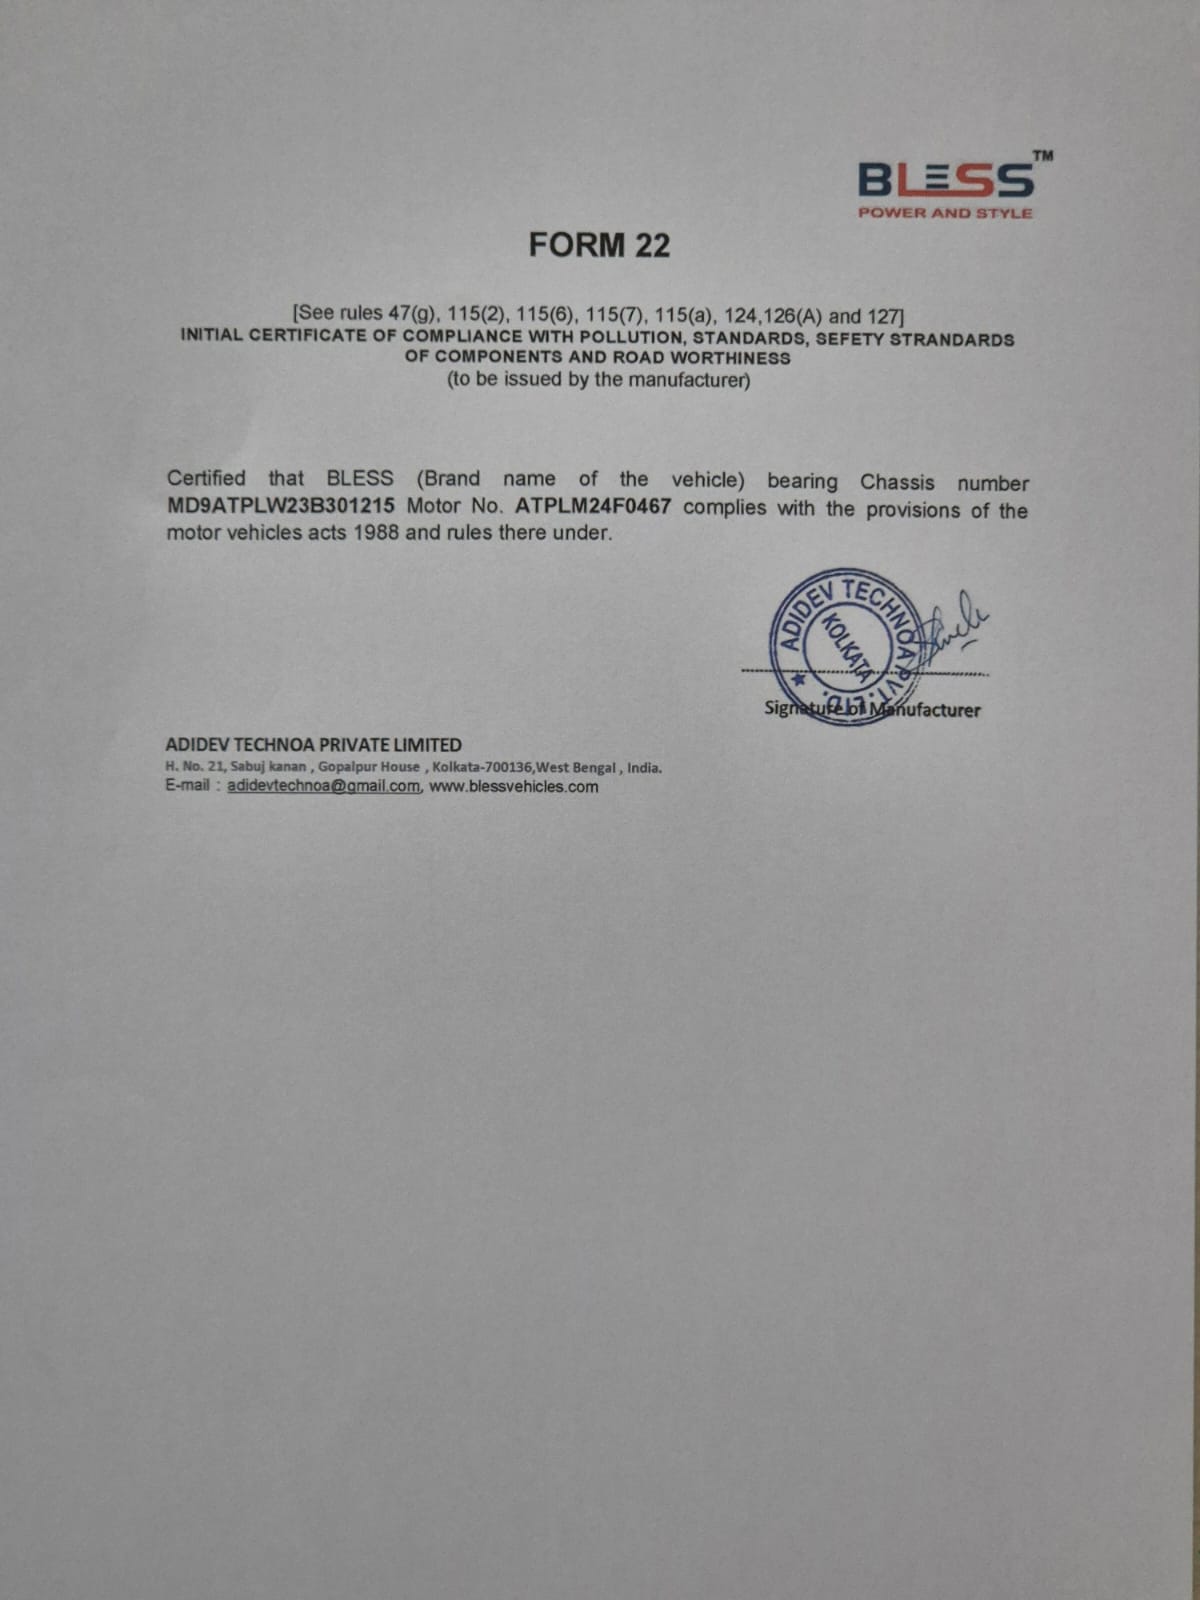 BLESS TM
POWER AND STYLE
FORM 22
[See rules 47(g), 115(2), 115(6), 115(7), 115(a), 124,126(A) and 127]
INITIAL CERTIFICATE OF COMPLIANCE WITH POLLUTION, STANDARDS, SEFETY STRANDARDS
OF COMPONENTS AND ROAD WORTHINESS
(to be issued by the manufacturer)
Certified that BLESS (Brand name of the vehicle) bearing Chassis number
MD9ATPLW23B301215 Motor No. ATPLM24F0467 complies with the provisions of the
motor vehicles acts 1988 and rules there under.
ADIDEV TECHNOA PVT. LTD.
KOLKATA
Signature of Manufacturer
ADIDEV TECHNOA PRIVATE LIMITED
H. No. 21, Sabuj kanan , Gopalpur House , Kolkata-700136,West Bengal , India.
E-mail : adidevtechnoa@gmail.com, www.blessvehicles.com